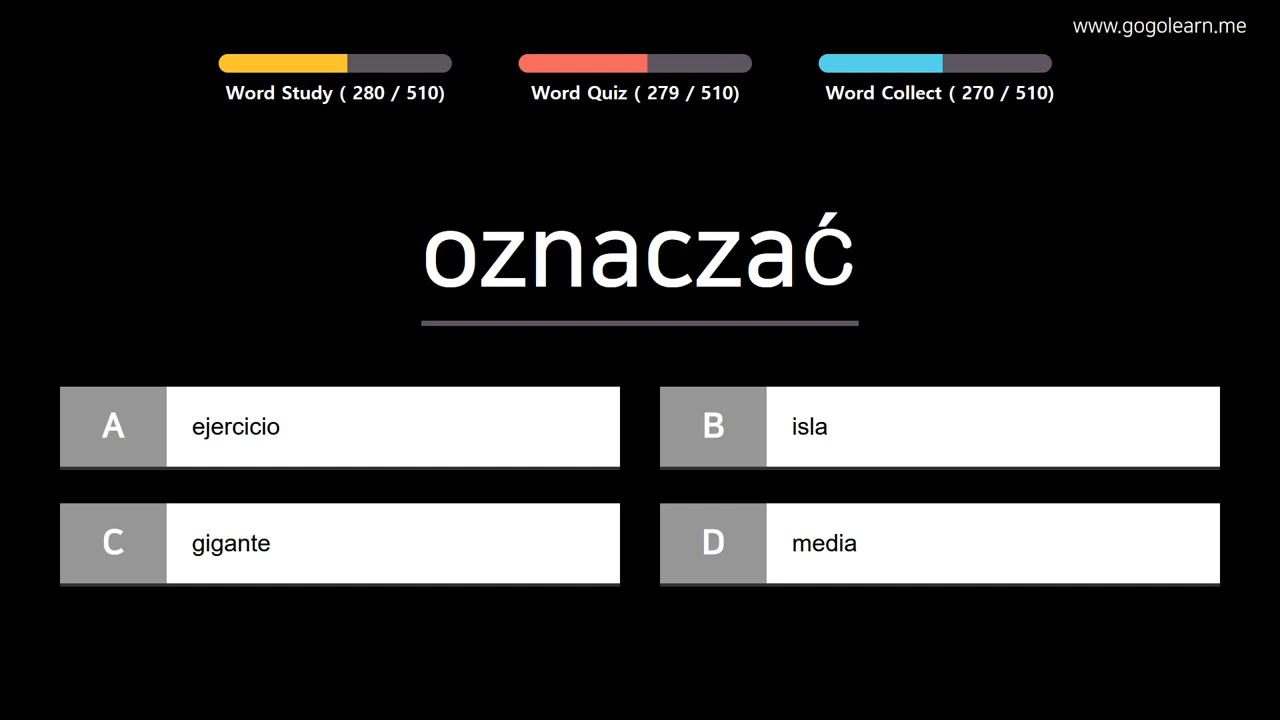 www.gogolearn.me
Word Study ( 280 / 510)
Word Quiz ( 279 / 510)
Word Collect ( 270 / 510)
oznaczać
A ejercicio
B isla
C gigante
D media